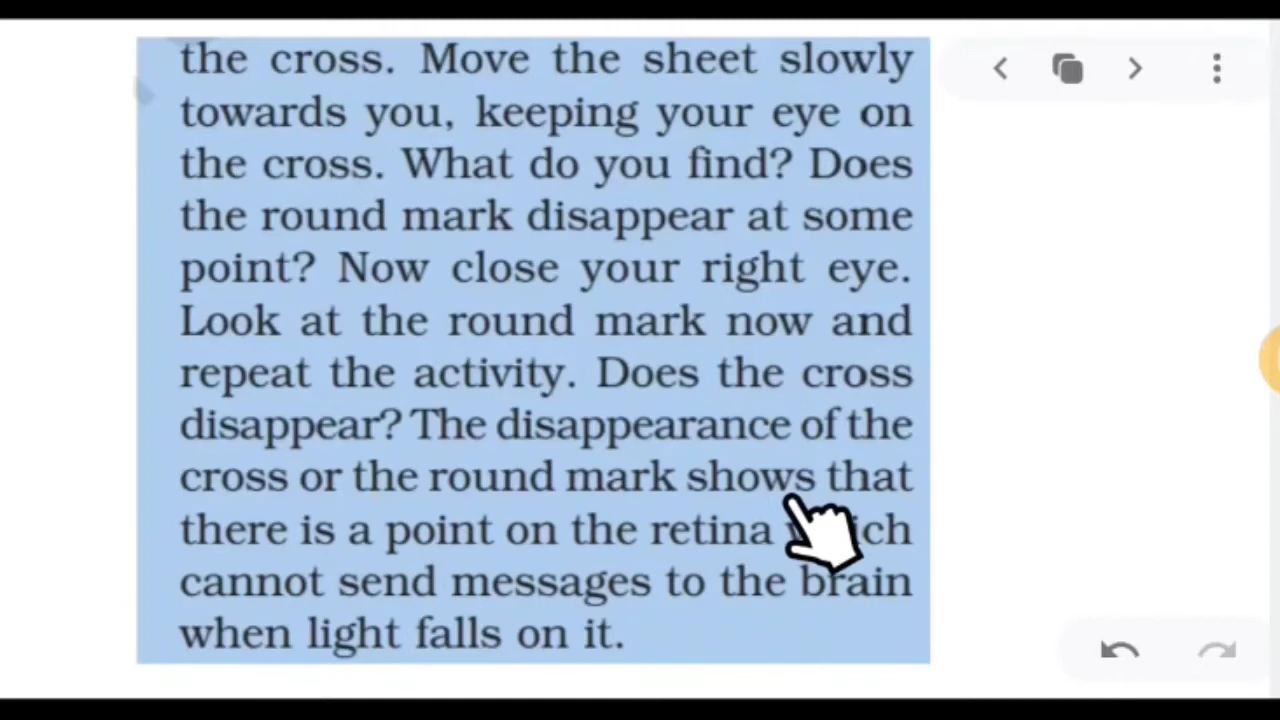 the cross. Move the sheet slowly
towards you, keeping your eye on
the cross. What do you find? Does
the round mark disappear at some
point? Now close your right eye.
Look at the round mark now and
repeat the activity. Does the cross
disappear? The disappearance of the
cross or the round mark shows that
there is a point on the retina which
cannot send messages to the brain
when light falls on it.